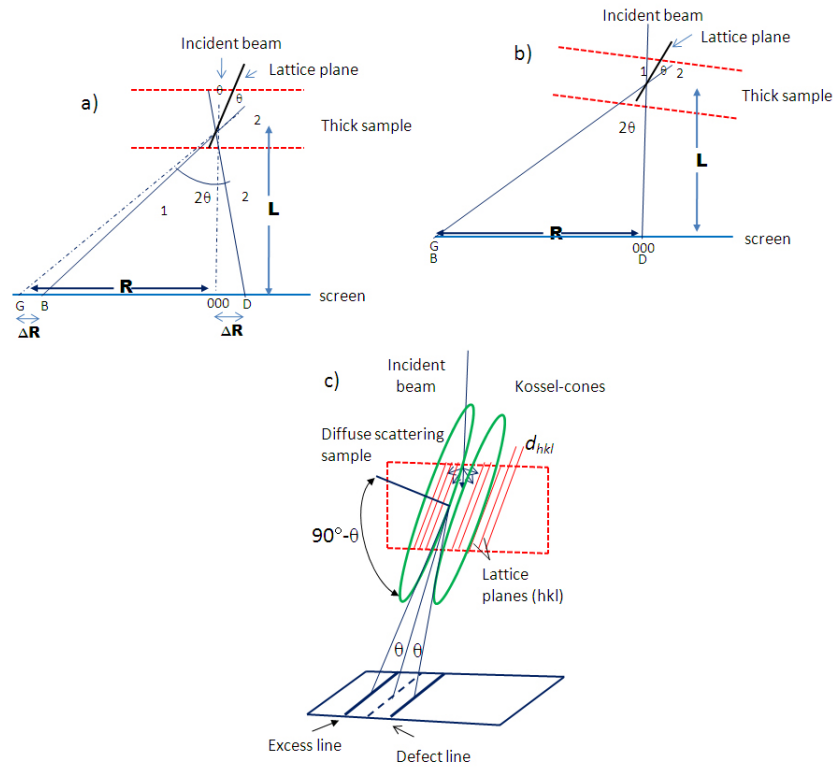 a)
Incident beam
Lattice plane
θ
θ
2
Thick sample
1
2θ
2
L
R
G
B
000
D
screen
ΔR
ΔR
b)
Incident beam
Lattice plane
1
θ
2
Thick sample
2θ
L
R
G
B
000
D
screen
c)
Incident
beam
Kossel-cones
Diffuse scattering
sample
dhkl
90°-θ
Lattice
planes (hkl)
θ θ
Excess line
Defect line